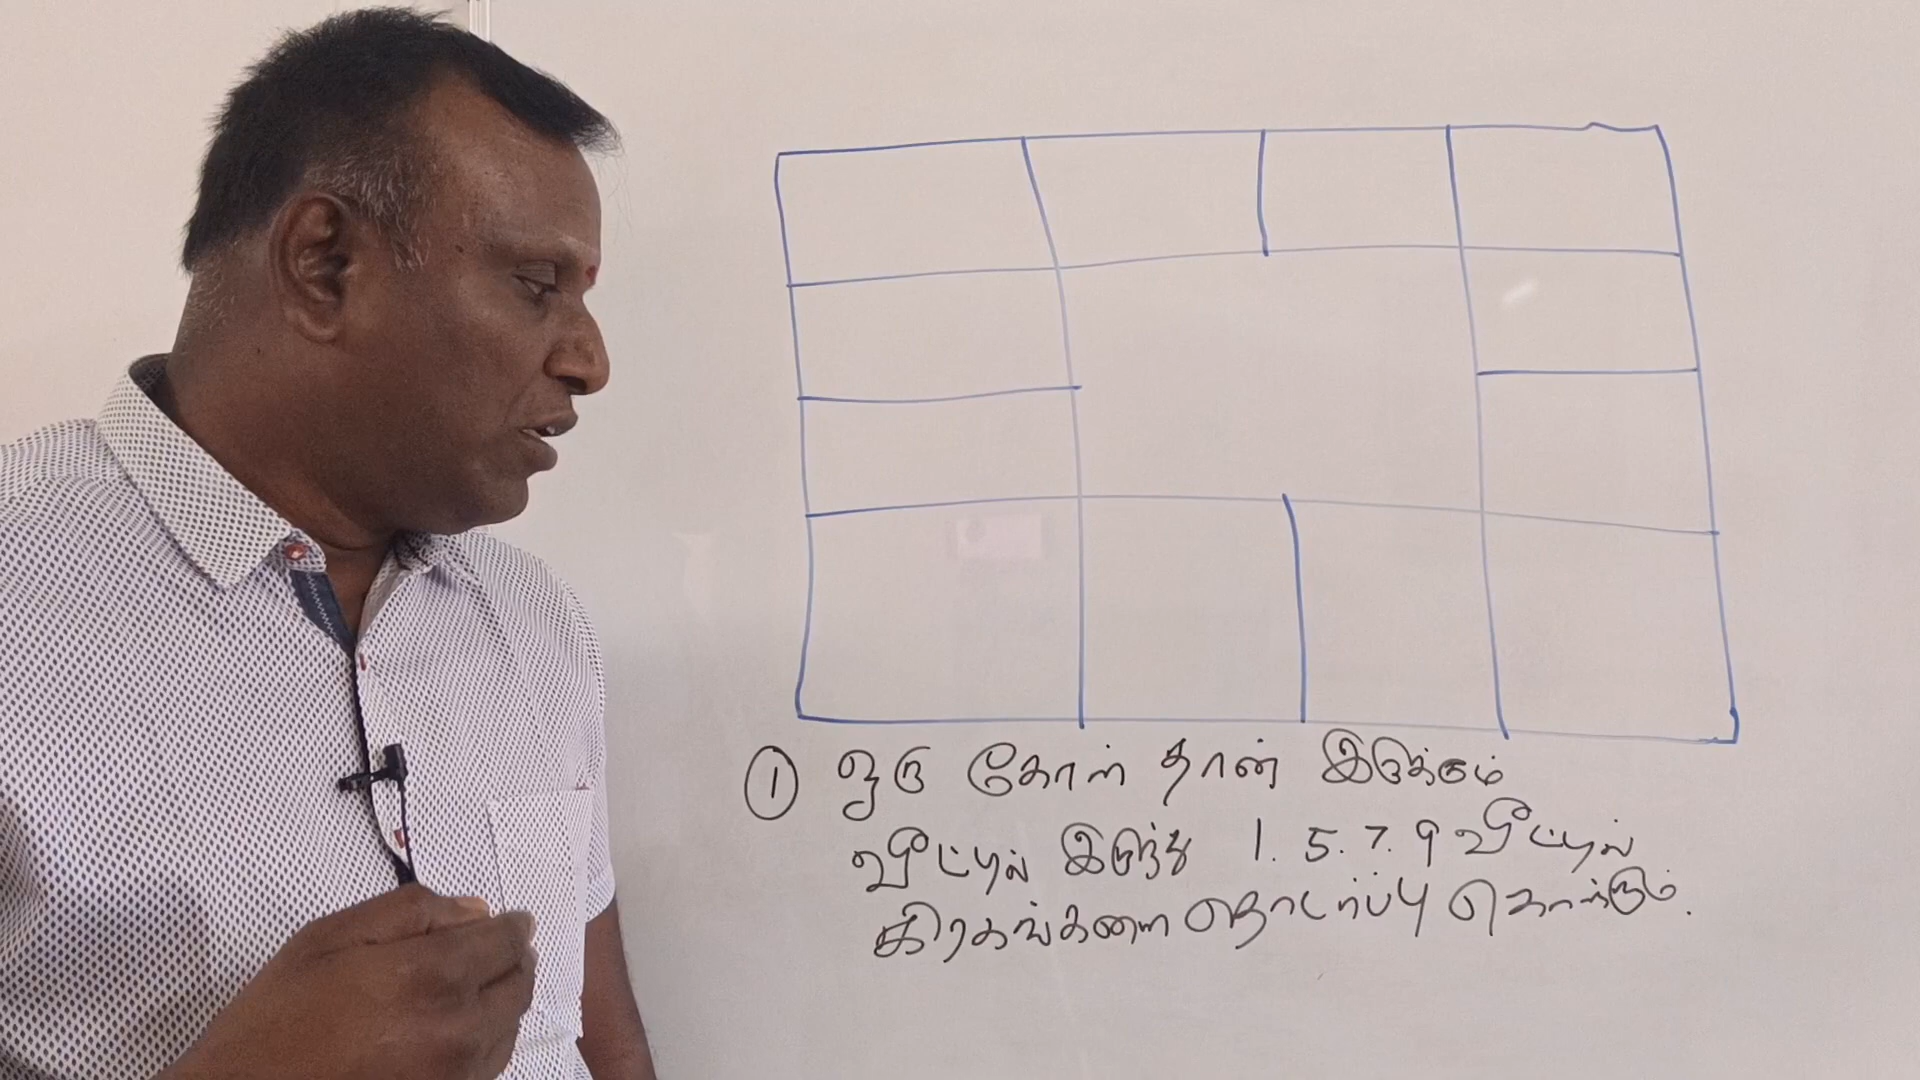 ① ஒரு கோள் தான் இருக்கும்
வீட்டில் இருந்து 1. 5. 7. 9 வீட்டில்
கிரகங்களை தொடர்ப்பு கொள்ளும்.